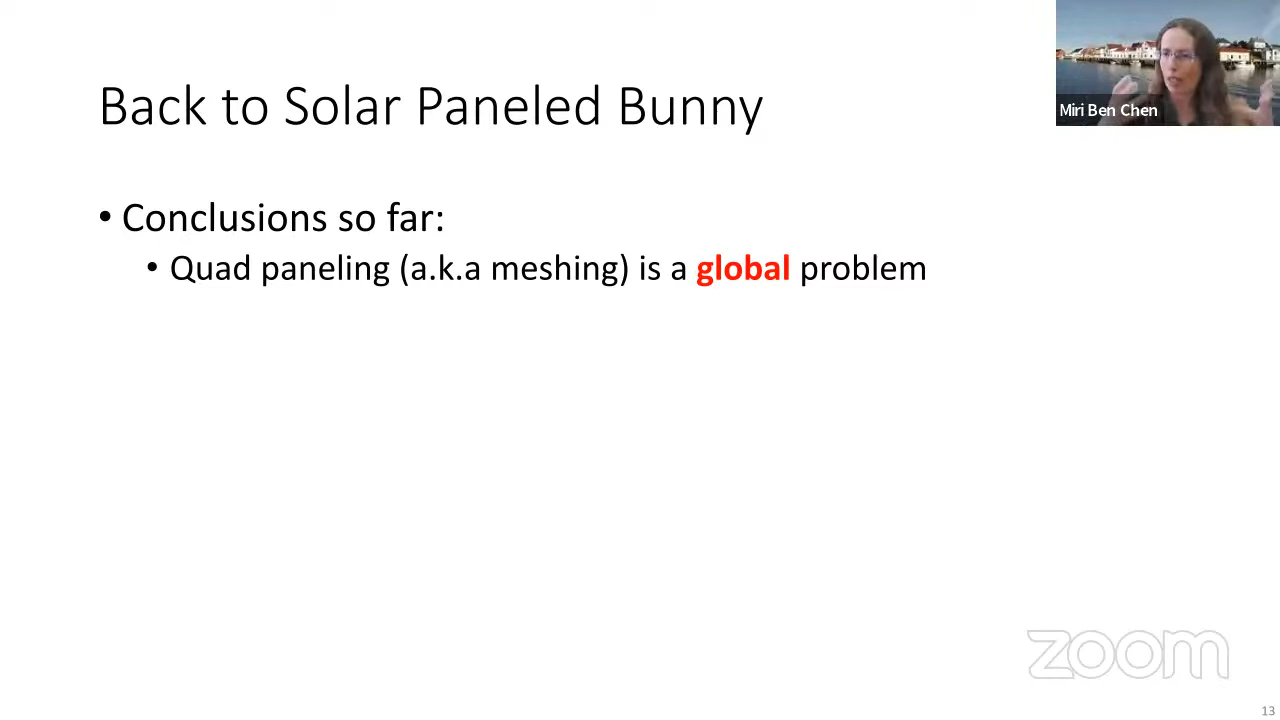 Back to Solar Paneled Bunny
Miri Ben Chen
• Conclusions so far:
• Quad paneling (a.k.a meshing) is a global problem
zoom
13